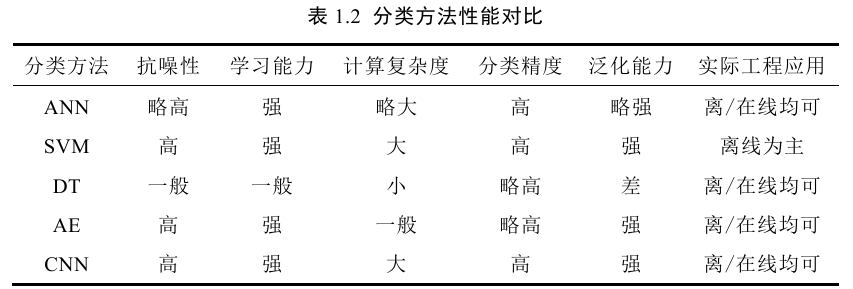 表 1.2 分类方法性能对比
分类方法 抗噪性 学习能力 计算复杂度 分类精度 泛化能力 实际工程应用
ANN 略高 强 略大 高 略强 离/在线均可
SVM 高 强 大 高 强 离线为主
DT 一般 一般 小 略高 差 离/在线均可
AE 高 强 一般 略高 强 离/在线均可
CNN 高 强 大 高 强 离/在线均可